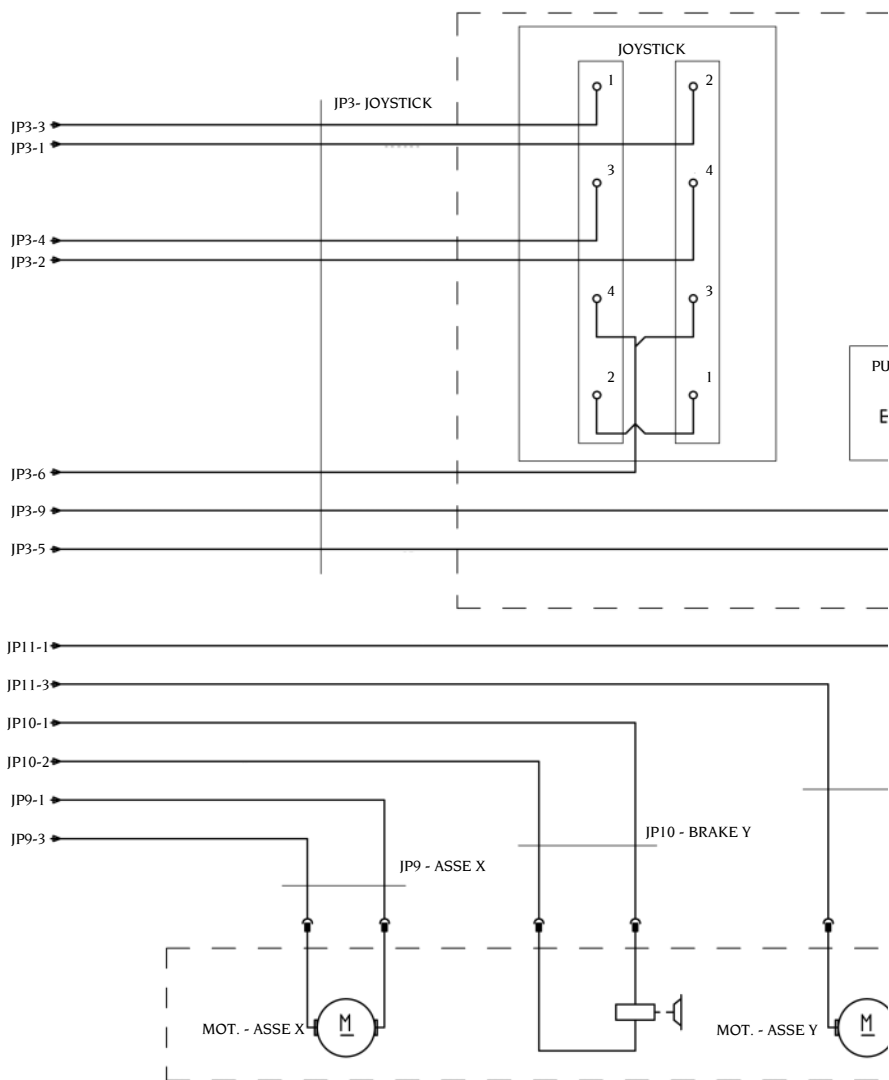 JOYSTICK
1
2
JP3- JOYSTICK
JP3-3
JP3-1
3
4
JP3-4
JP3-2
4
3
PU
2
1
E
JP3-6
JP3-9
JP3-5
JP11-1
JP11-3
JP10-1
JP10-2
JP9-1
JP10 - BRAKE Y
JP9-3
JP9 - ASSE X
MOT. - ASSE X
M
MOT. - ASSE Y
M